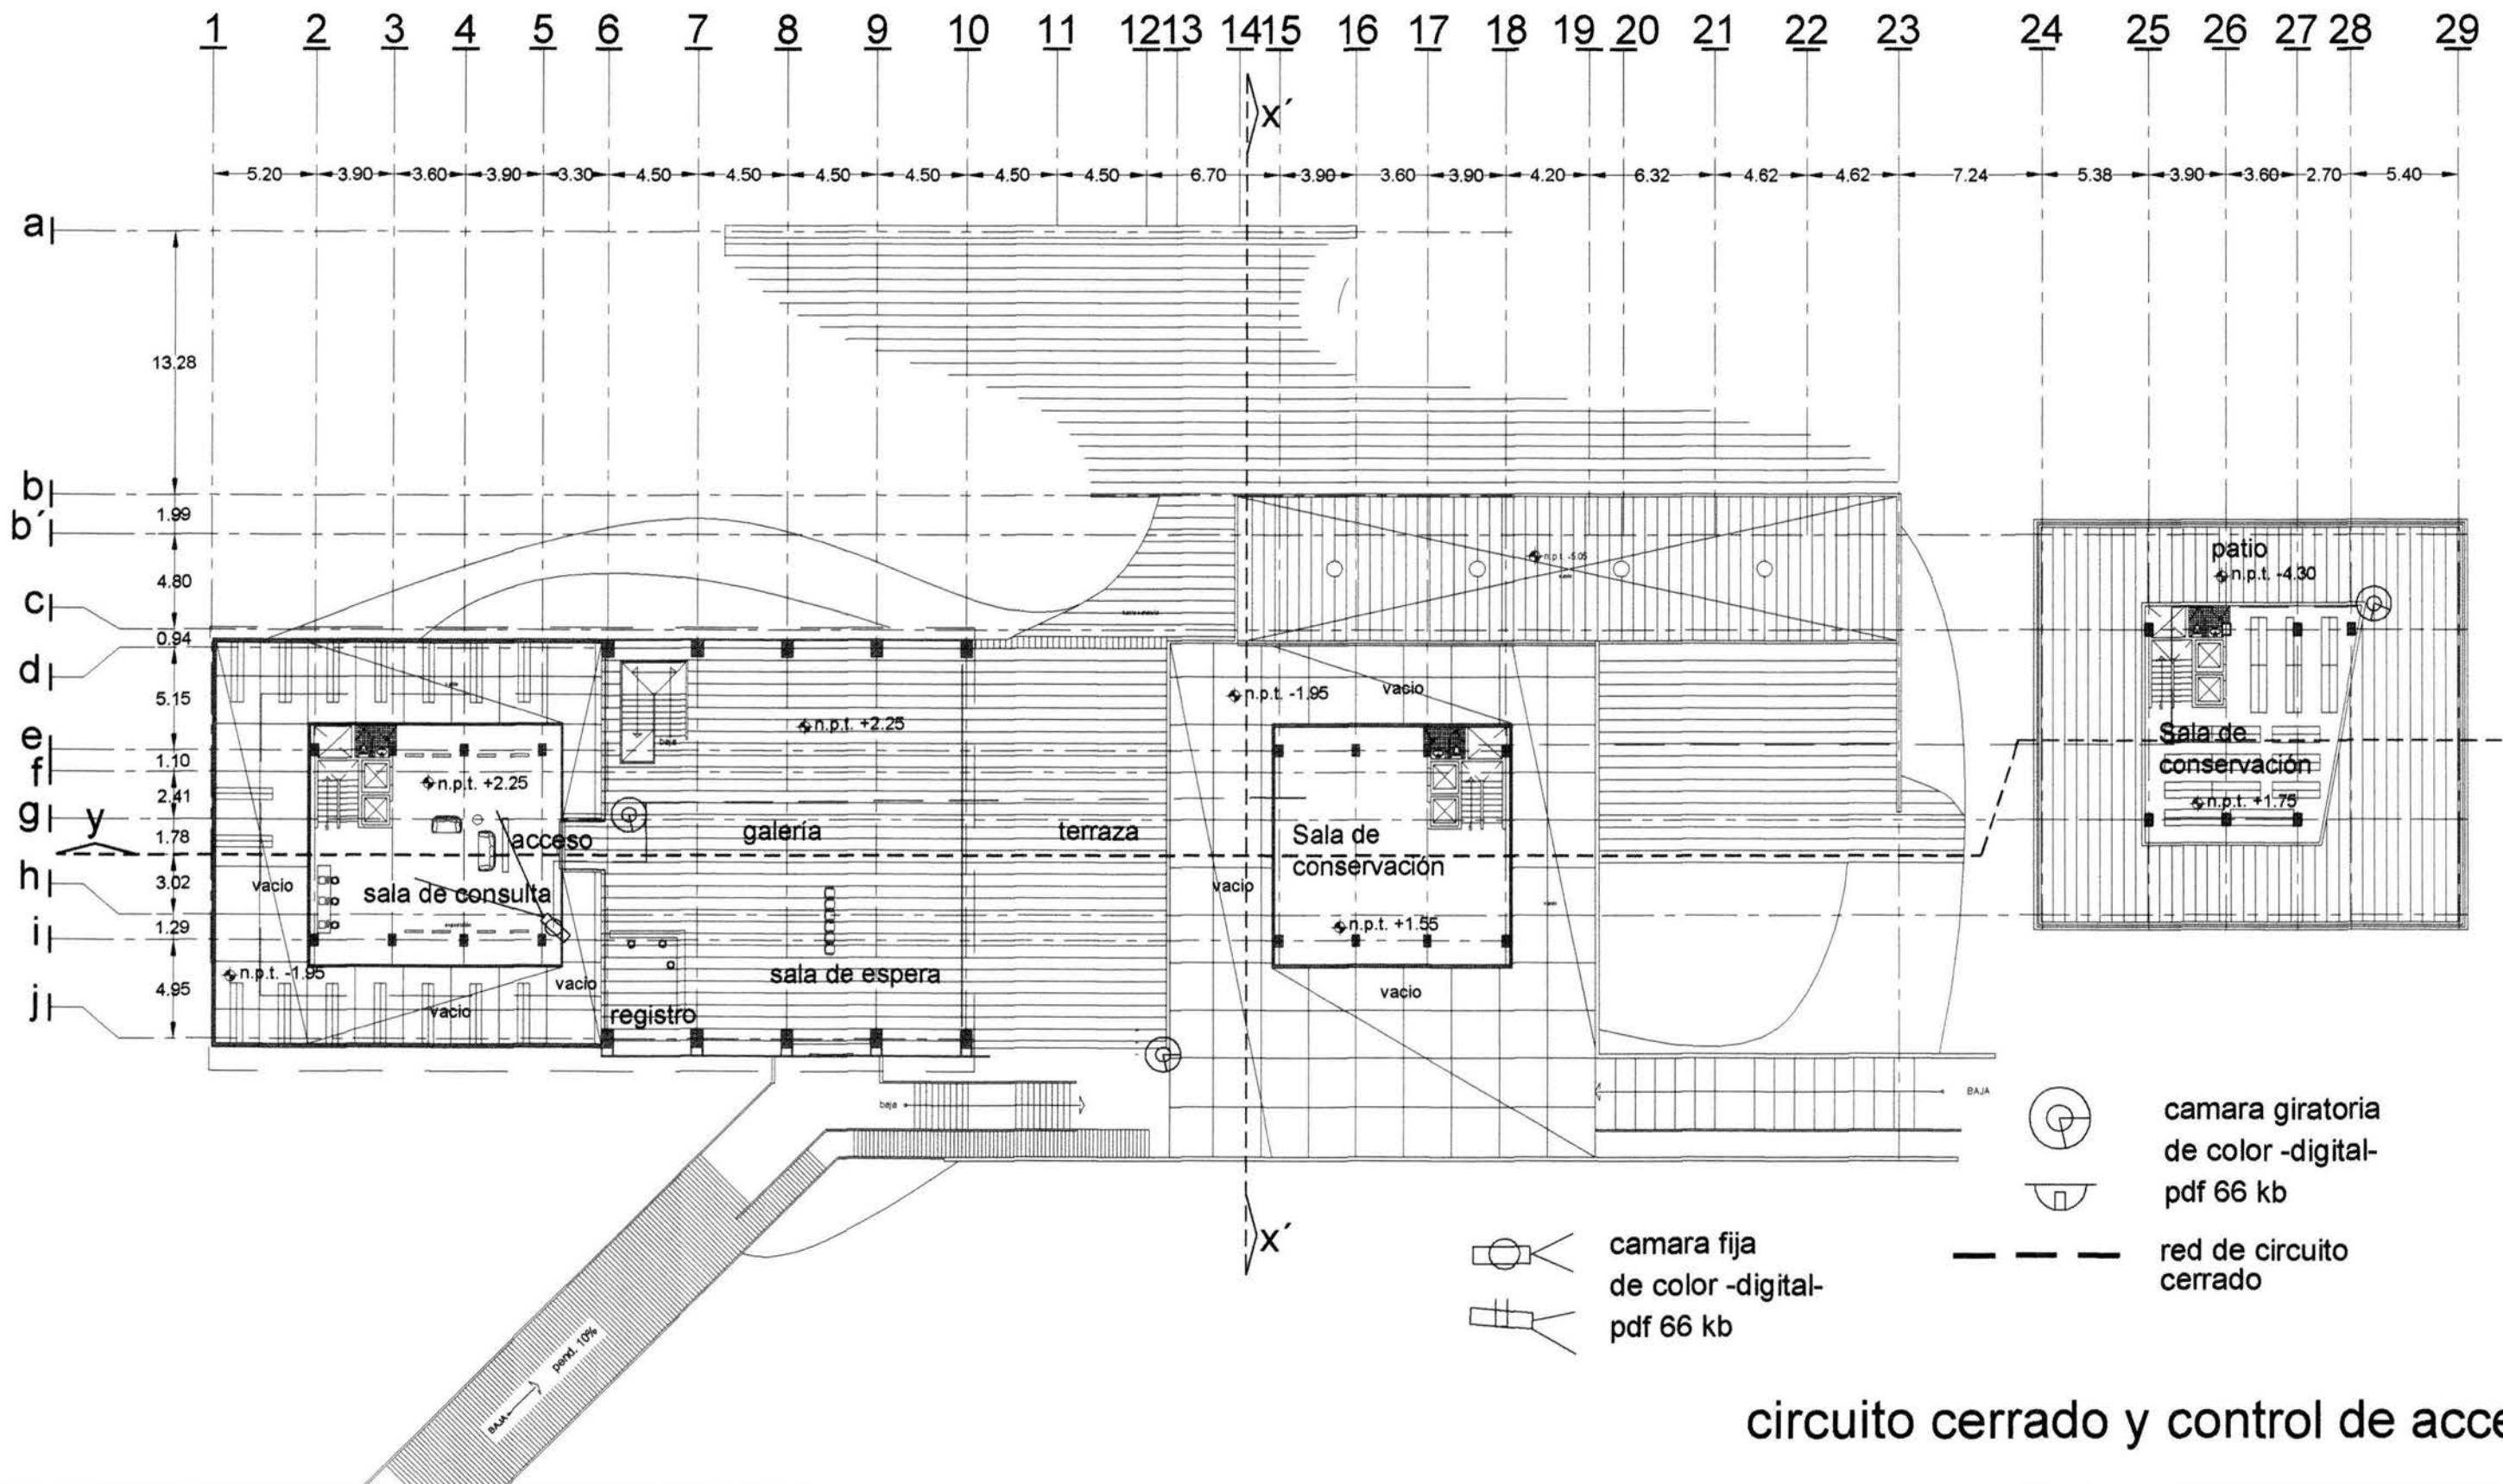 1 2 3 4 5 6 7 8 9 10 11 12 13 14 15 16 17 18 19 20 21 22 23 24 25 26 27 28 29
x´
5.20 3.90 3.60 3.90 3.30 4.50 4.50 4.50 4.50 4.50 4.50 6.70 3.90 3.60 3.90 4.20 6.32 4.62 4.62 7.24 5.38 3.90 3.60 2.70 5.40
a
13.28
b
1.99
b´
4.80
c
0.94
d
5.15
e
1.10
f
2.41
g
y
1.78
h
3.02
i
1.29
j
4.95
n.p.t. -5.05
patio
n.p.t. -4.30
n.p.t. -1.95
vacio
n.p.t. +2.25
baja
Sala de
conservación
n.p.t. +1.75
n.p.t. +2.25
acceso
galería
terraza
Sala de
conservación
vacio
sala de consulta
vacio
n.p.t. +1.55
n.p.t. -1.95
vacio
vacio
sala de espera
vacio
registro
baja
BAJA
camara giratoria
de color -digital-
pdf 66 kb
x´
camara fija
de color -digital-
pdf 66 kb
red de circuito
cerrado
pend. 10%
BAJA
circuito cerrado y control de acce